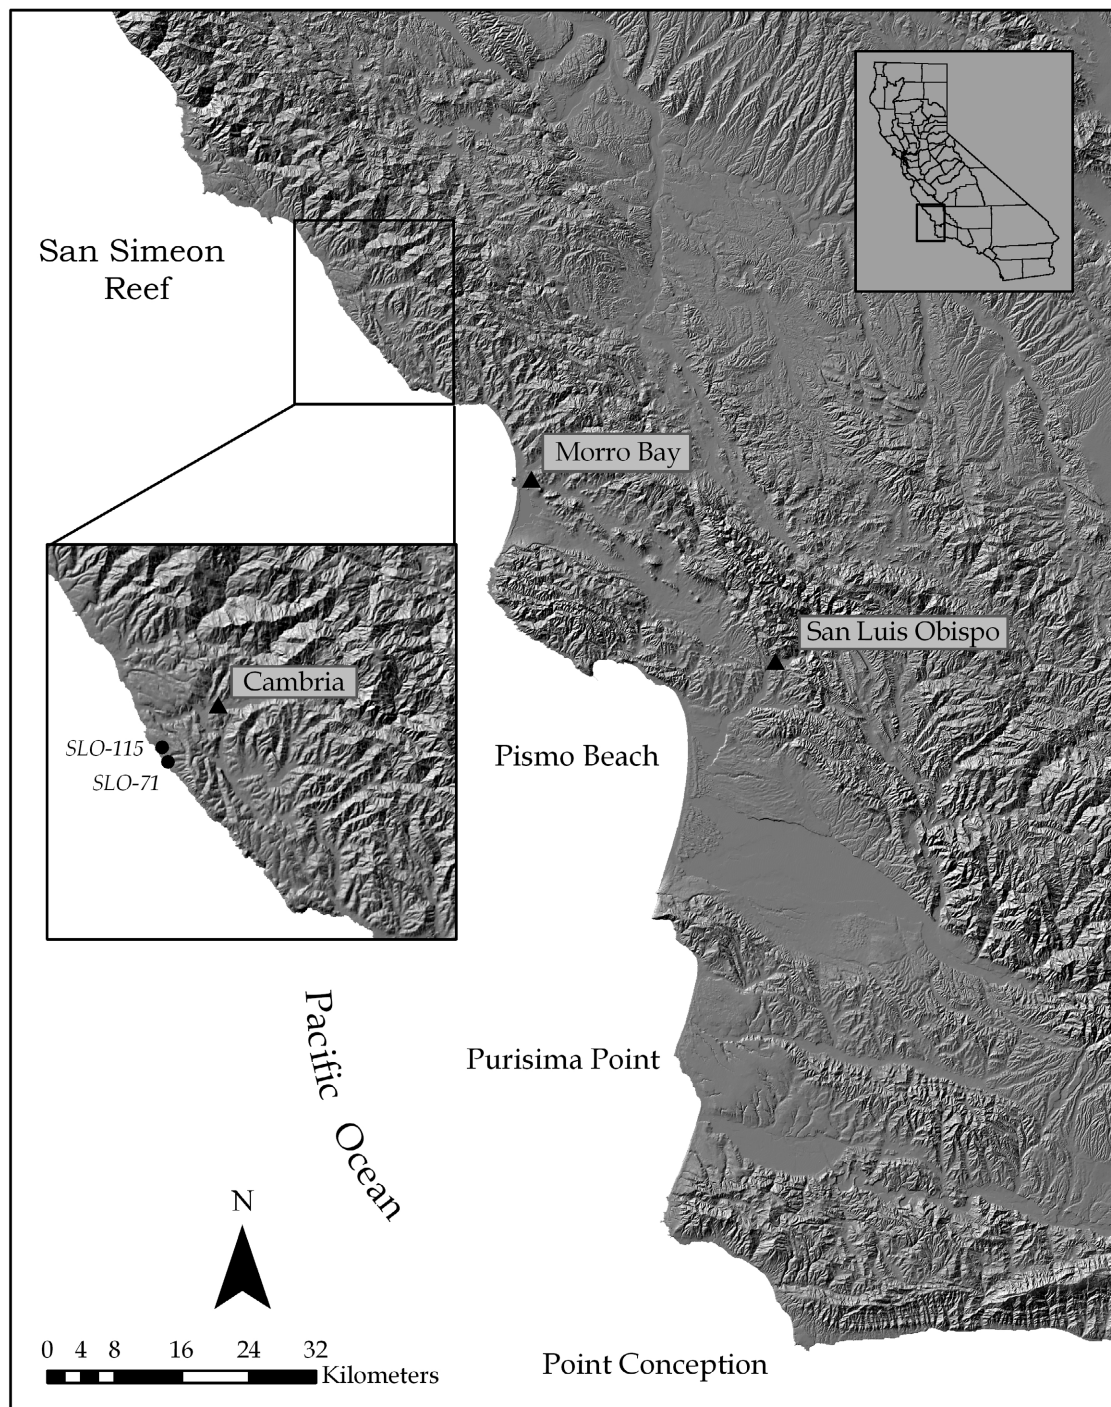 San Simeon
Reef
Morro Bay
San Luis Obispo
Cambria
SLO-115
SLO-71
Pismo Beach
Pacific Ocean
Purisima Point
N
0 4 8 16 24 32
Kilometers
Point Conception